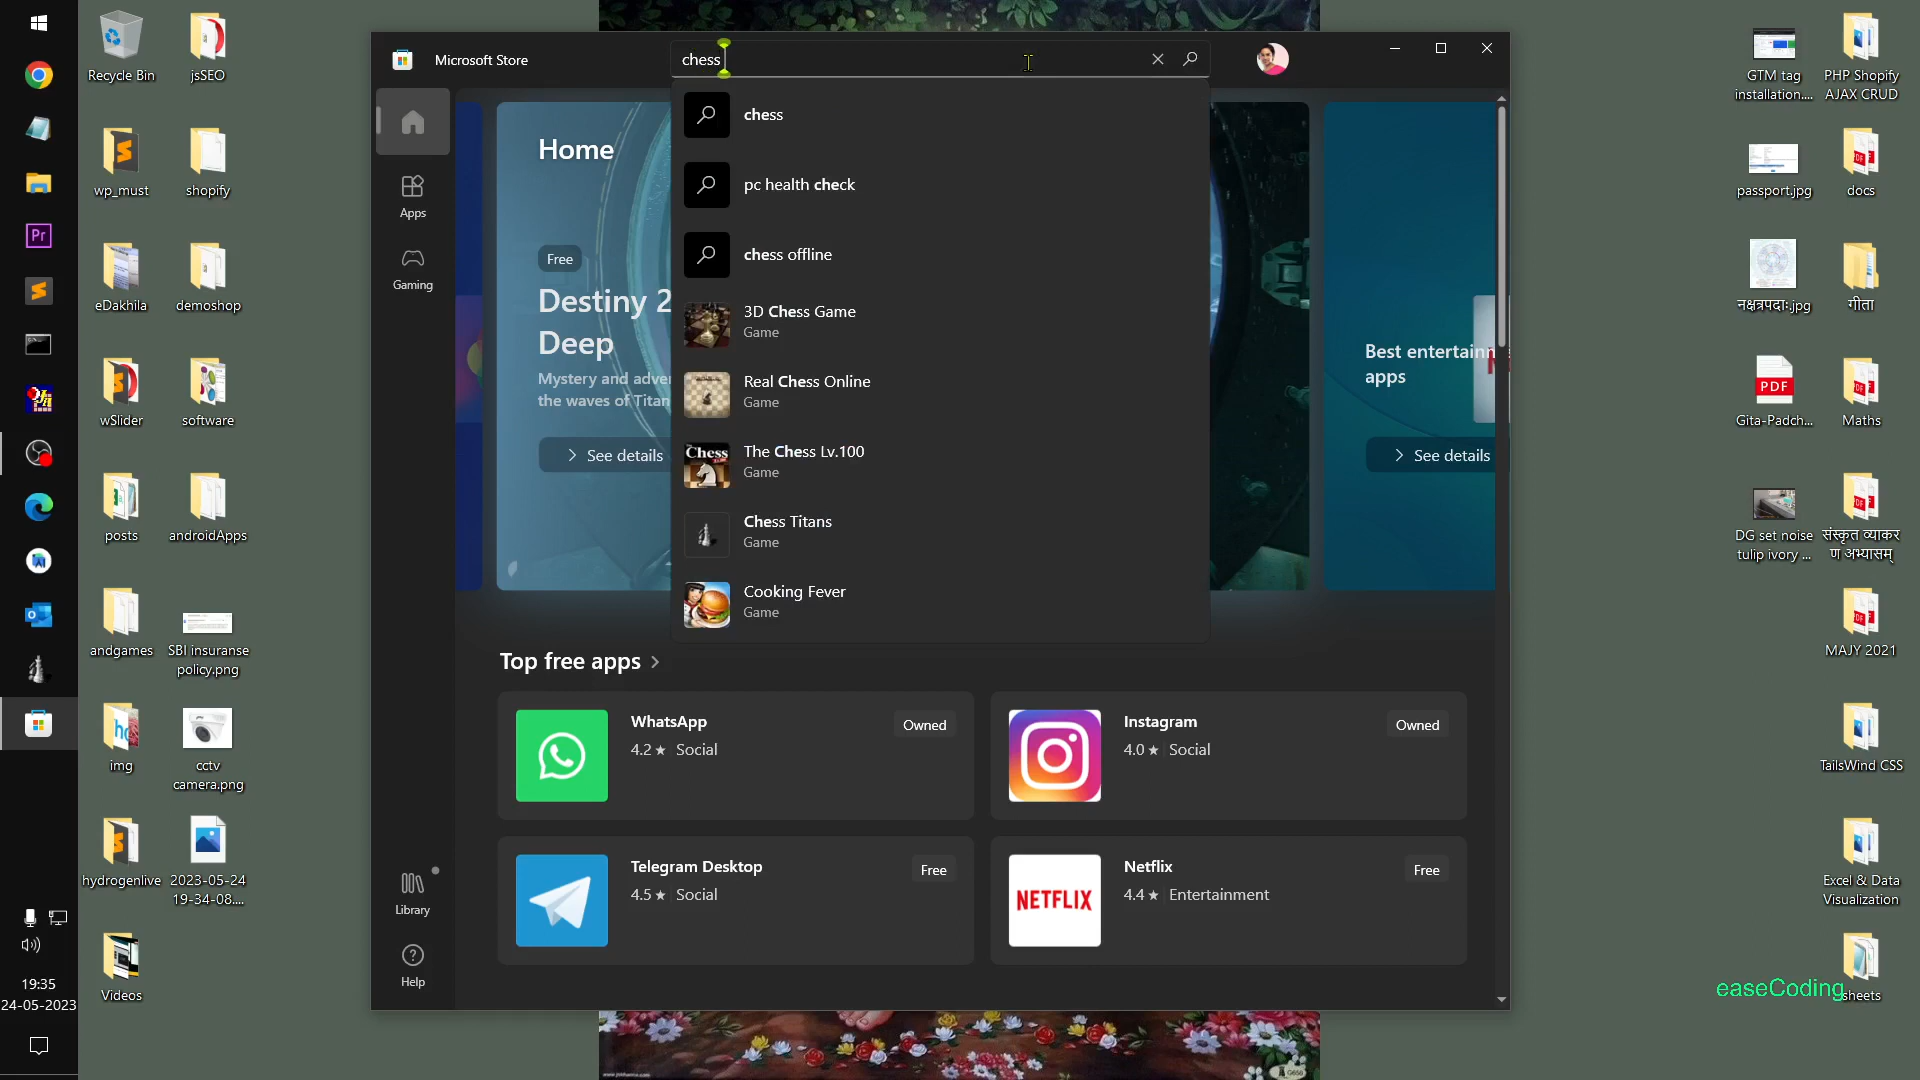 Recycle Bin
jsSEO
wp_must
shopify
eDakhila
demoshop
wSlider
software
posts
androidApps
andgames
SBI insuranse
policy.png
img
cctv
camera.png
hydrogenlive
2023-05-24
19-34-08....
Videos
19:35
24-05-2023
Pr
Microsoft Store
chess
Apps
Gaming
Library
Help
Home
Free
Destiny 2
Deep
Mystery and adve
the waves of Titan
See details
chess
pc health check
chess offline
3D Chess Game
Game
Real Chess Online
Game
Chess
The Chess Lv.100
Game
Chess Titans
Game
Cooking Fever
Game
Best entertainn
apps
See details
Top free apps
WhatsApp
Owned
4.2 ★ Social
Instagram
Owned
4.0 ★ Social
Telegram Desktop
Free
4.5 ★ Social
NETFLIX
Netflix
Free
4.4 ★ Entertainment
GTM tag
installation....
PHP Shopify
AJAX CRUD
passport.jpg
docs
नक्षत्रपदाः.jpg
गीता
PDF
Gita-Padch...
Maths
DG set noise
tulip ivory ...
संस्कृत व्याकर
ण अभ्यासम्
MAJY 2021
TailsWind CSS
Excel & Data
Visualization
sheets
easeCoding